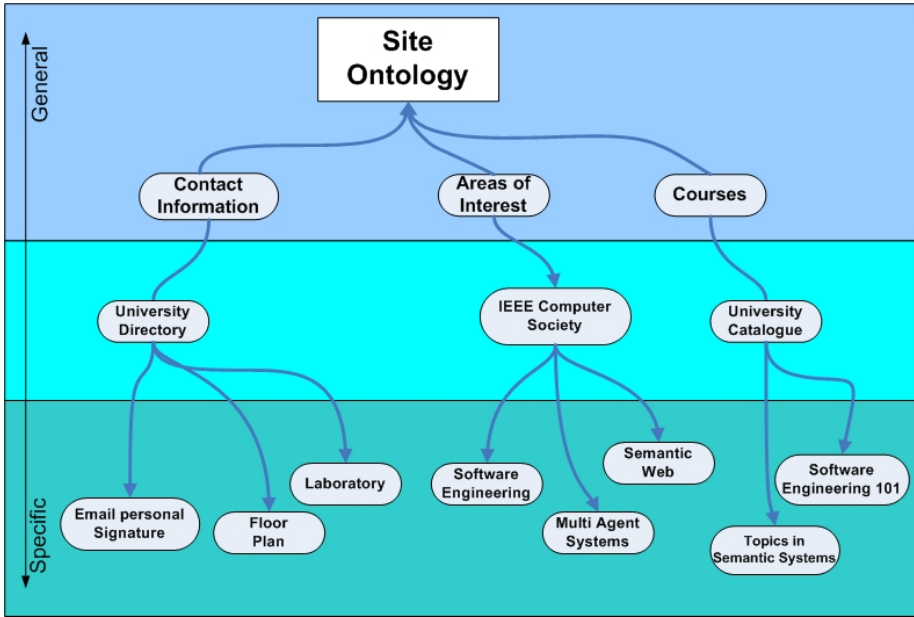 General
Site
Ontology
Contact
Information
Areas of
Interest
Courses
University
Directory
IEEE Computer
Society
University
Catalogue
Specific
Email personal
Signature
Floor
Plan
Laboratory
Software
Engineering
Multi Agent
Systems
Semantic
Web
Topics in
Semantic Systems
Software
Engineering 101